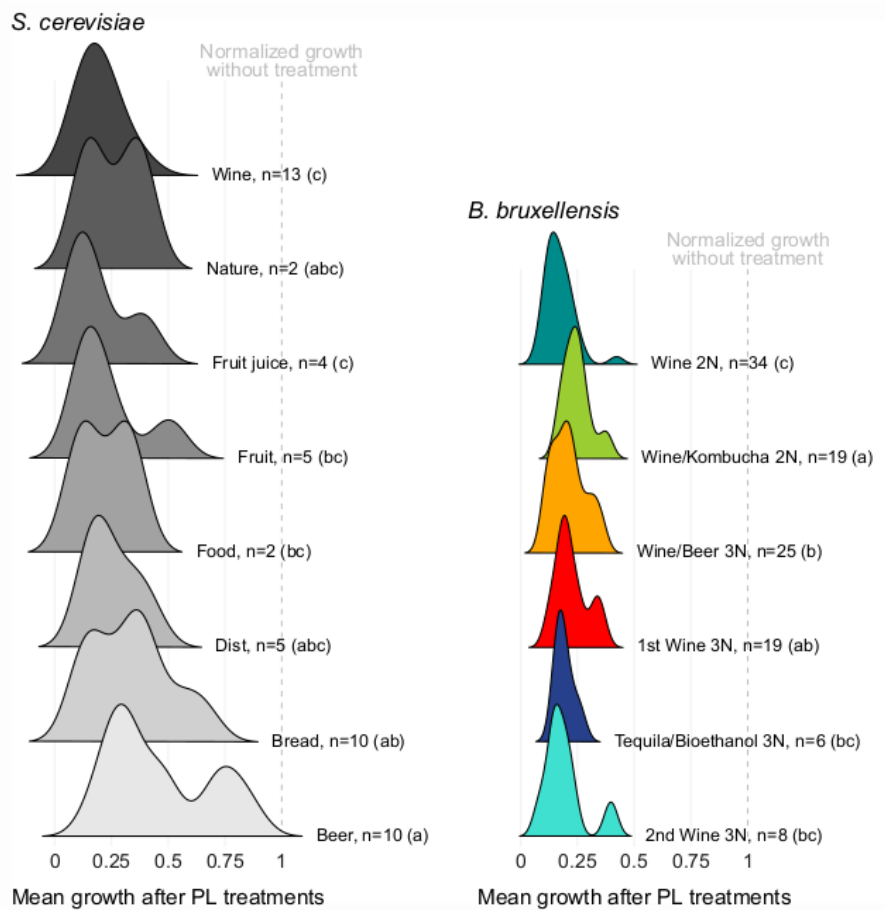 S. cerevisiae
Normalized growth
without treatment
Wine, n=13 (c)
Nature, n=2 (abc)
Fruit juice, n=4 (c)
Fruit, n=5 (bc)
Food, n=2 (bc)
Dist, n=5 (abc)
Bread, n=10 (ab)
Beer, n=10 (a)
0 0.25 0.5 0.75 1
Mean growth after PL treatments
B. bruxellensis
Normalized growth
without treatment
Wine 2N, n=34 (c)
Wine/Kombucha 2N, n=19 (a)
Wine/Beer 3N, n=25 (b)
1st Wine 3N, n=19 (ab)
Tequila/Bioethanol 3N, n=6 (bc)
2nd Wine 3N, n=8 (bc)
0 0.25 0.5 0.75 1
Mean growth after PL treatments